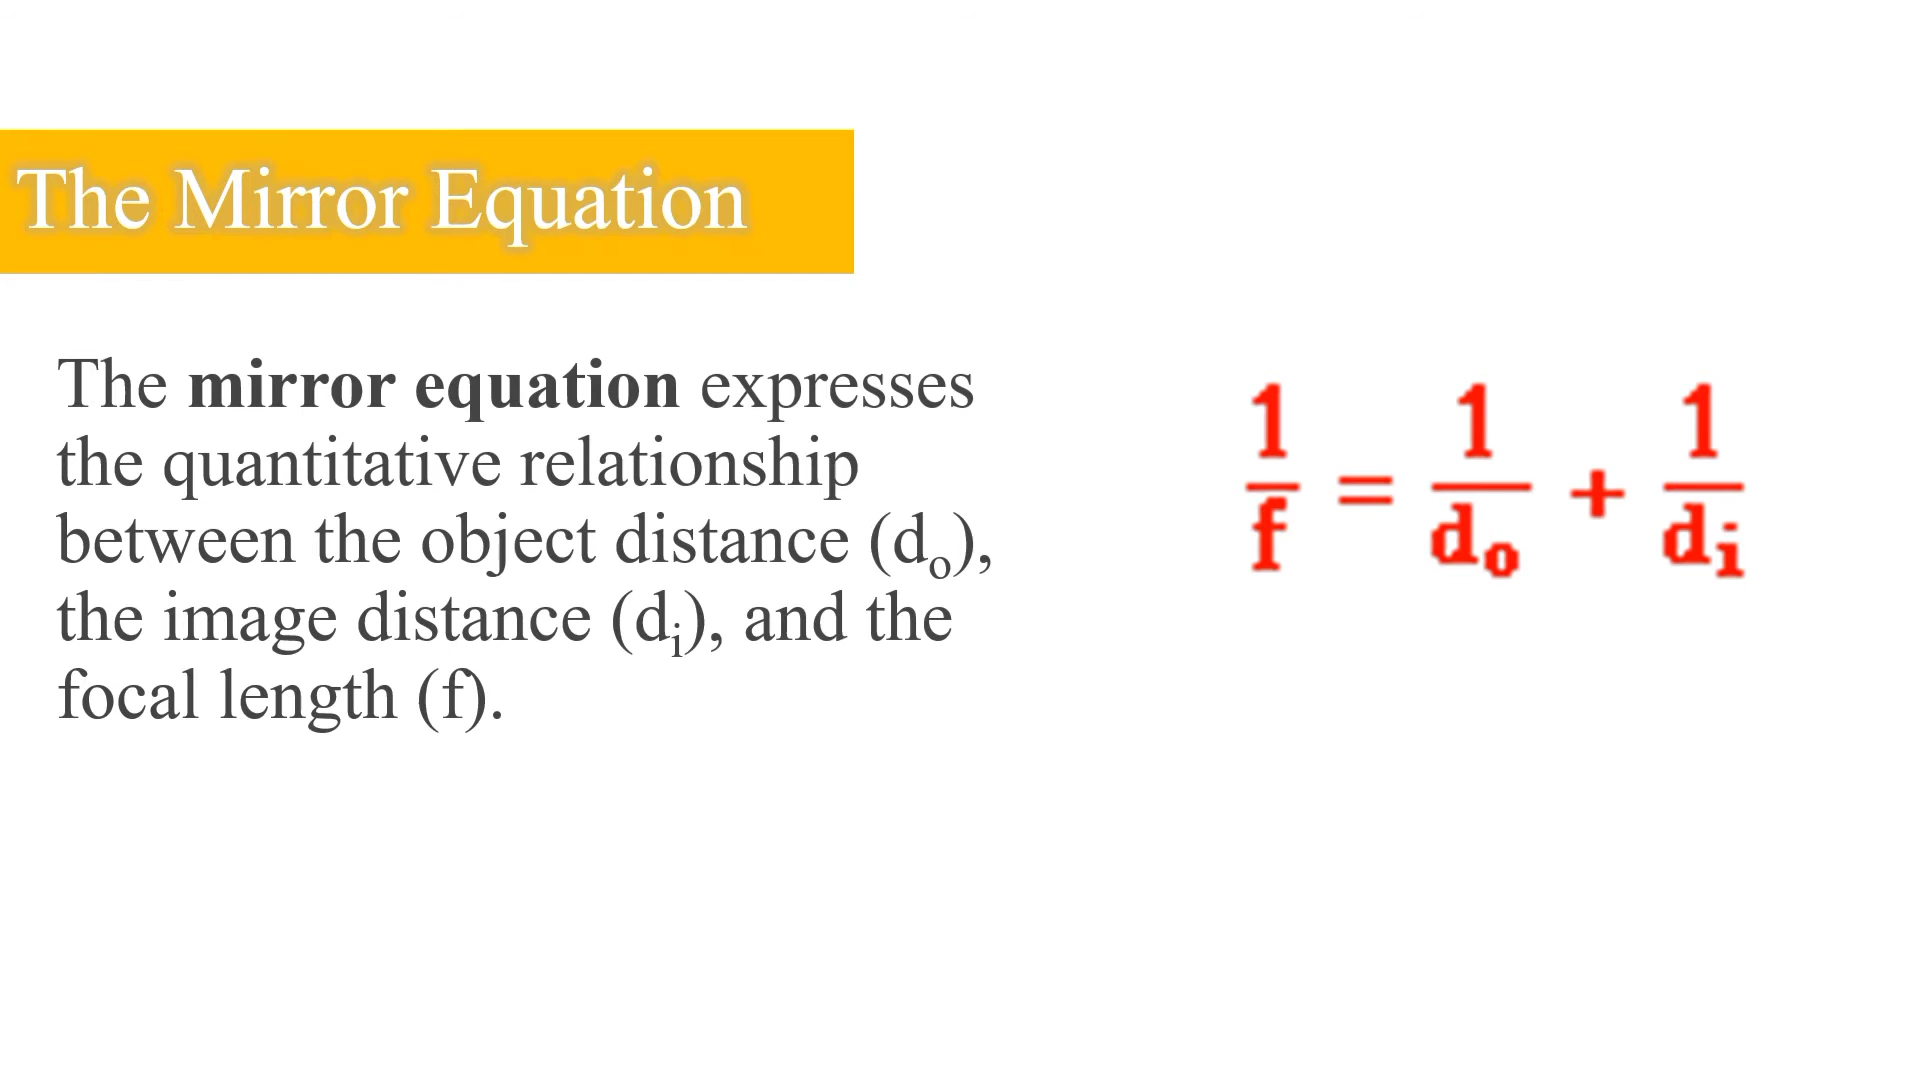 The Mirror Equation
The mirror equation expresses
the quantitative relationship
between the object distance (dₒ),
the image distance (dᵢ), and the
focal length (f).
1/f = 1/dₒ + 1/dᵢ